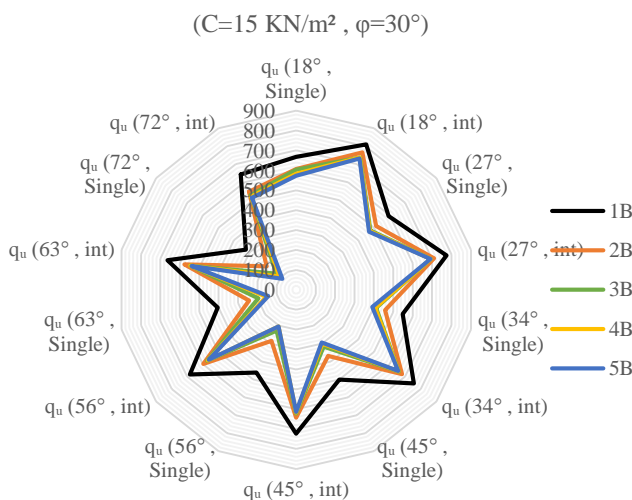 (C=15 KN/m² , φ=30°)
qᵤ (18° ,
Single)
qᵤ (18° , int)
qᵤ (27° ,
Single)
qᵤ (27° , int)
qᵤ (34° ,
Single)
qᵤ (34° , int)
qᵤ (45° ,
Single)
qᵤ (45° , int)
qᵤ (56° ,
Single)
qᵤ (56° , int)
qᵤ (63° ,
Single)
qᵤ (63° , int)
qᵤ (72° ,
Single)
qᵤ (72° , int)
900
800
700
600
500
400
300
200
100
0
1B
2B
3B
4B
5B